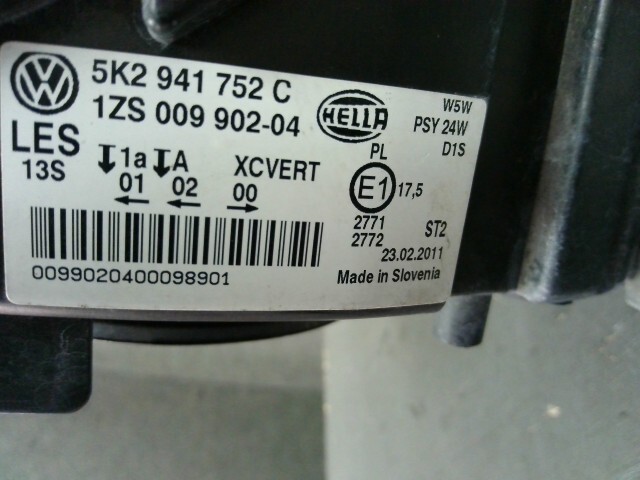 5K2 941 752 C
1ZS 009 902-04
HELLA
W5W
PSY 24W
D1S
LES
13S
1a A XCVERT
01 02 00
PL
E1 17,5
2771
2772
ST2
23.02.2011
0099020400098901
Made in Slovenia